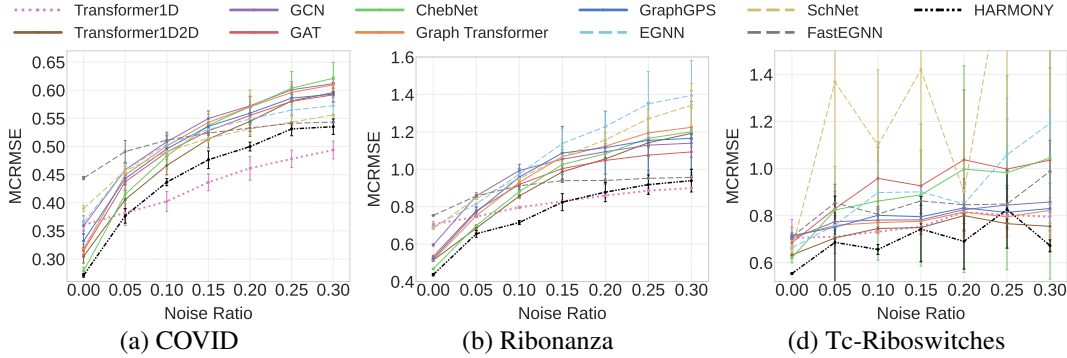 Transformer1D GCN ChebNet GraphGPS SchNet HARMONY
Transformer1D2D GAT Graph Transformer EGNN FastEGNN
MCRMSE
0.65
0.60
0.55
0.50
0.45
0.40
0.35
0.30
0.00 0.05 0.10 0.15 0.20 0.25 0.30
Noise Ratio
(a) COVID
MCRMSE
1.6
1.4
1.2
1.0
0.8
0.6
0.4
0.00 0.05 0.10 0.15 0.20 0.25 0.30
Noise Ratio
(b) Ribonanza
MCRMSE
1.4
1.2
1.0
0.8
0.6
0.00 0.05 0.10 0.15 0.20 0.25 0.30
Noise Ratio
(d) Tc-Riboswitches